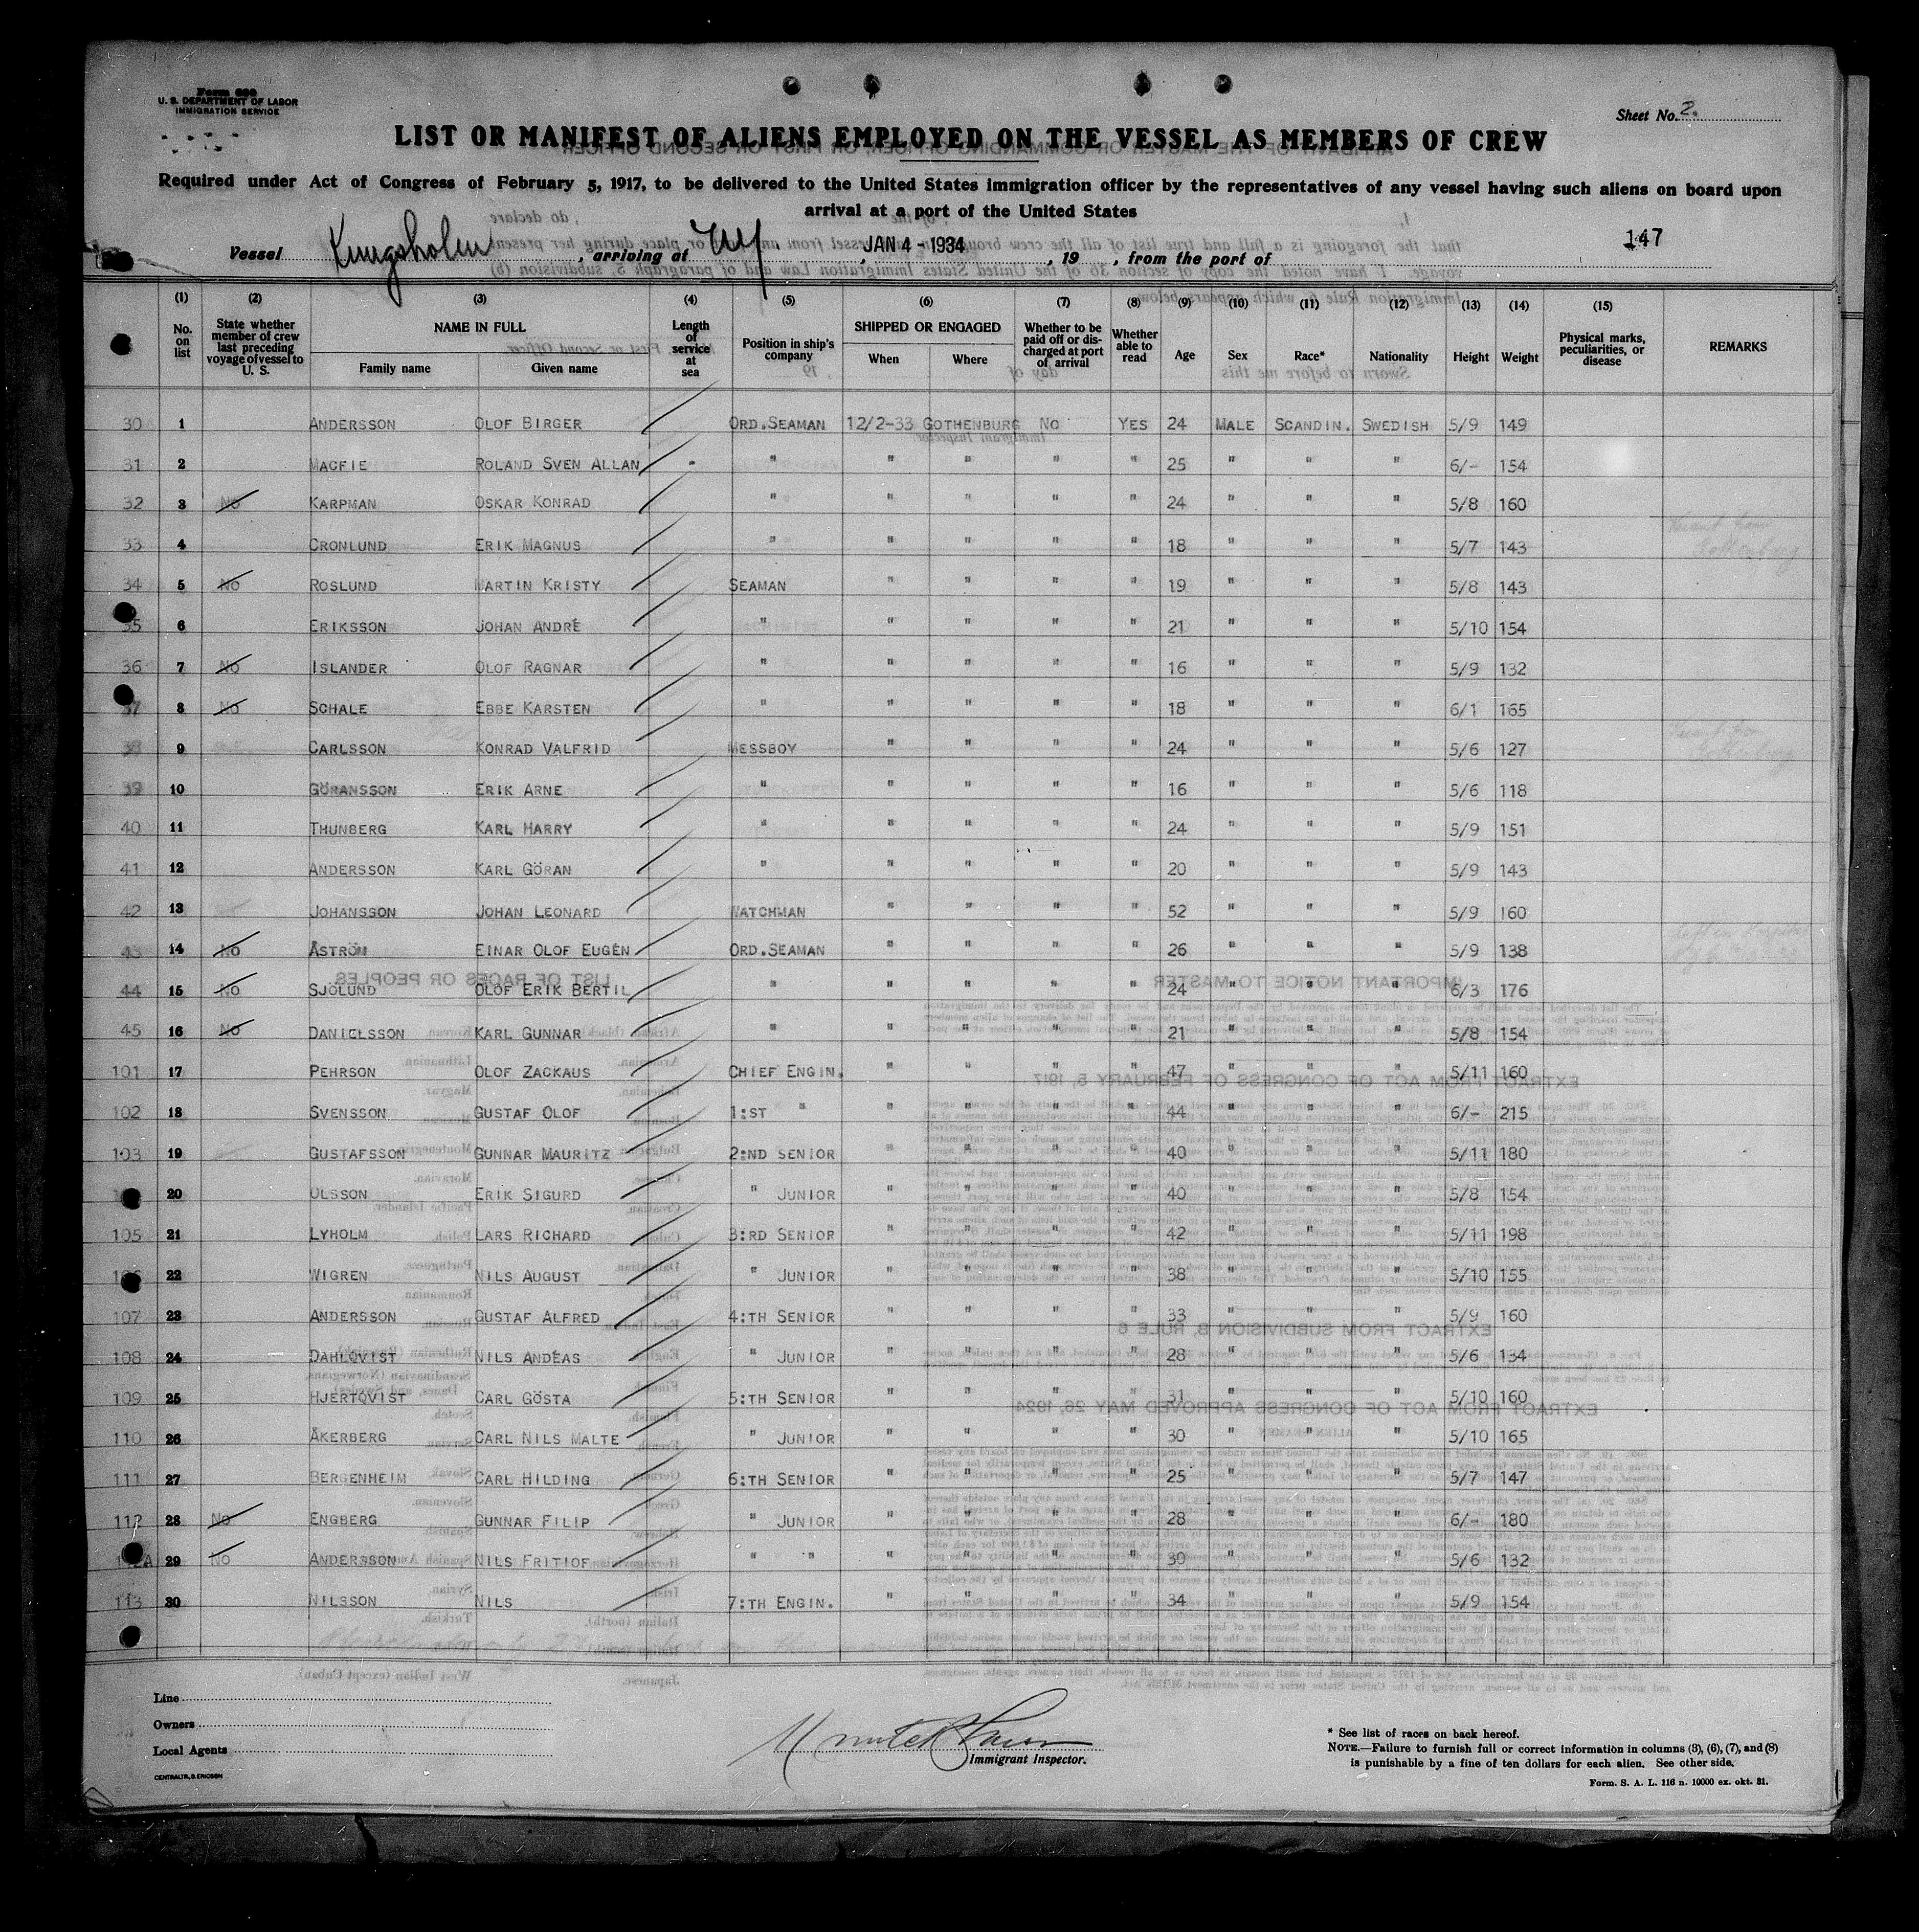 Form 680
U. S. DEPARTMENT OF LABOR
IMMIGRATION SERVICE
Sheet No. 2.
LIST OR MANIFEST OF ALIENS EMPLOYED ON THE VESSEL AS MEMBERS OF CREW
Required under Act of Congress of February 5, 1917, to be delivered to the United States immigration officer by the representatives of any vessel having such aliens on board upon
arrival at a port of the United States
147
Vessel Kungsholm, arriving at NY, JAN 4 - 1934, 19 , from the port of
(1) (2) (3) (4) (5) (6) (7) (8) (9) (10) (11) (12) (13) (14) (15)
No. on list | State whether member of crew last preceding voyage of vessel to U. S. | NAME IN FULL Family name Given name | Length of service at sea | Position in ship's company | SHIPPED OR ENGAGED When Where | Whether to be paid off or discharged at port of arrival | Whether able to read | Age | Sex | Race* | Nationality | Height | Weight | Physical marks, peculiarities, or disease | REMARKS
30 1 ANDERSSON OLOF BIRGER ORD.SEAMAN 12/2-33 GOTHENBURG NO YES 24 MALE SCANDIN. SWEDISH 5/9 149
31 2 MACFIE ROLAND SVEN ALLAN " " " " " 25 " " " 6/- 154
32 3 No KARPMAN OSKAR KONRAD " " " " " 24 " " " 5/8 160
33 4 CRONLUND ERIK MAGNUS " " " " " 18 " " " 5/7 143
34 5 No ROSLUND MARTIN KRISTY SEAMAN " " " " 19 " " " 5/8 143
35 6 ERIKSSON JOHAN ANDRÉ " " " " " 21 " " " 5/10 154
36 7 No ISLANDER OLOF RAGNAR " " " " " 16 " " " 5/9 132
37 8 No SCHALE EBBE KARSTEN " " " " " 18 " " " 6/1 165
38 9 CARLSSON KONRAD VALFRID MESSBOY " " " " 24 " " " 5/6 127
39 10 GÖRANSSON ERIK ARNE " " " " " 16 " " " 5/6 118
40 11 THUNBERG KARL HARRY " " " " " 24 " " " 5/9 151
41 12 ANDERSSON KARL GÖRAN " " " " " 20 " " " 5/9 143
42 13 JOHANSSON JOHAN LEONARD WATCHMAN " " " " 52 " " " 5/9 160
43 14 No ÅSTRÖM EINAR OLOF EUGÉN ORD.SEAMAN " " " " 26 " " " 5/9 138
44 15 No SJÖLUND OLOF ERIK BERTIL " " " " " 24 " " " 6/3 176
45 16 No DANIELSSON KARL GUNNAR " " " " " 21 " " " 5/8 154
101 17 PEHRSON OLOF ZACKAUS CHIEF ENGIN. " " " " 47 " " " 5/11 160
102 18 SVENSSON GUSTAF OLOF 1:ST " " " " " 44 " " " 6/- 215
103 19 GUSTAFSSON GUNNAR MAURITZ 2:ND SENIOR " " " " 40 " " " 5/11 180
20 OLSSON ERIK SIGURD " JUNIOR " " " " 40 " " " 5/8 154
105 21 LYHOLM LARS RICHARD 3:RD SENIOR " " " " 42 " " " 5/11 198
106 22 WIGREN NILS AUGUST " JUNIOR " " " " 38 " " " 5/10 155
107 23 ANDERSSON GUSTAF ALFRED 4:TH SENIOR " " " " 33 " " " 5/9 160
108 24 DAHLQVIST NILS ANDÉAS " JUNIOR " " " " 28 " " " 5/6 134
109 25 HJERTQVIST CARL GÖSTA 5:TH SENIOR " " " " 31 " " " 5/10 160
110 26 ÅKERBERG CARL NILS MALTE " JUNIOR " " " " 30 " " " 5/10 165
111 27 BERGENHEIM CARL HILDING 6:TH SENIOR " " " " 25 " " " 5/7 147
112 28 No ENGBERG GUNNAR FILIP " JUNIOR " " " " 28 " " " 6/- 180
112A 29 No ANDERSSON NILS FRITIOF " " " " " " 30 " " " 5/6 132
113 30 NILSSON NILS 7:TH ENGIN. " " " " 34 " " " 5/9 154
Line
Owners
Local Agents
CENTRALTR. G. ERICSON
Immigrant Inspector.
* See list of races on back hereof.
NOTE.—Failure to furnish full or correct information in columns (3), (6), (7), and (8)
is punishable by a fine of ten dollars for each alien. See other side.
Form. S. A. L. 116 n. 10000 ex. okt. 31.